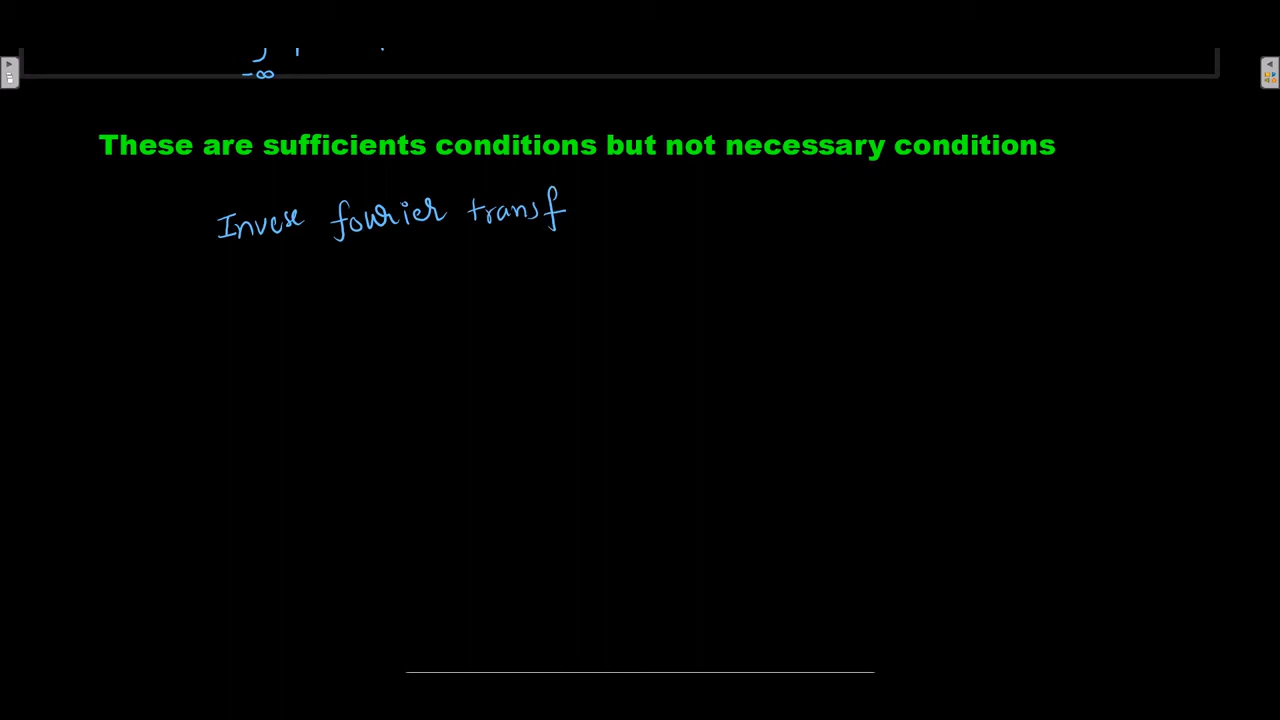 -∞
These are sufficients conditions but not necessary conditions
Invese fourier transf